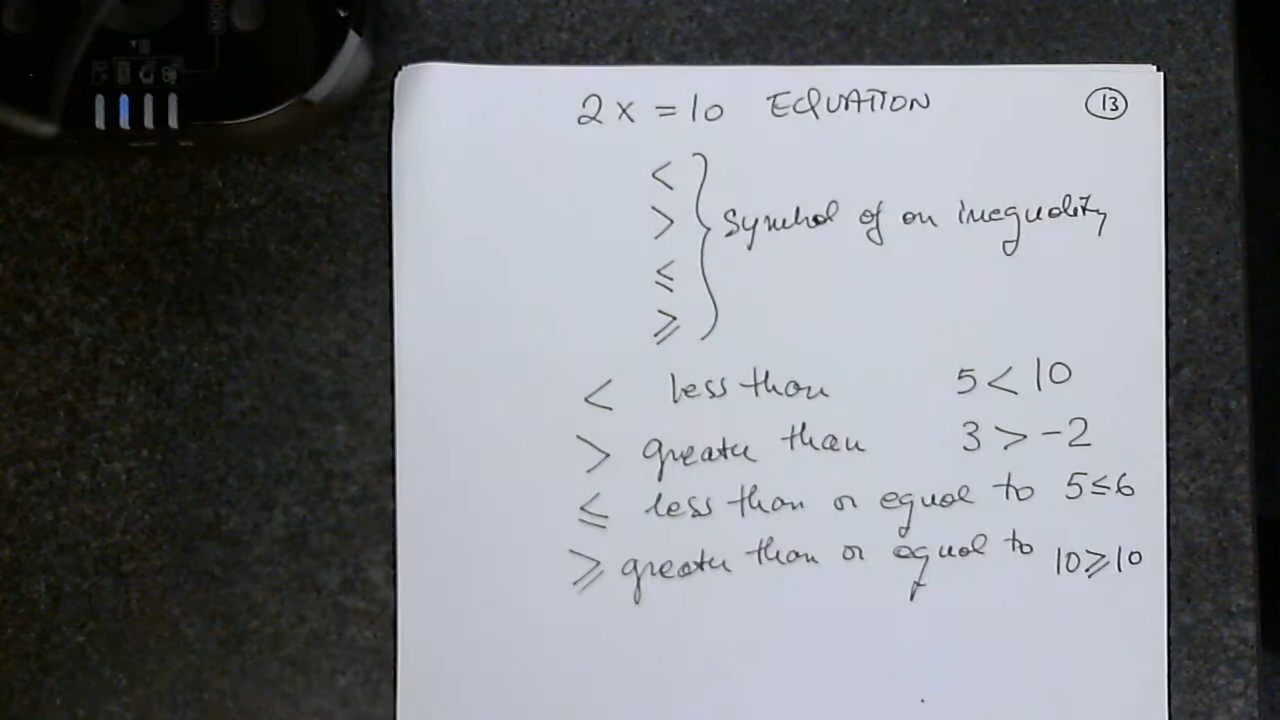 2x = 10 EQUATION 13
<
> Symbol of an inequality
≤
≥
< less than 5 < 10
> greater than 3 > -2
≤ less than or equal to 5 ≤ 6
≥ greater than or equal to 10 ≥ 10